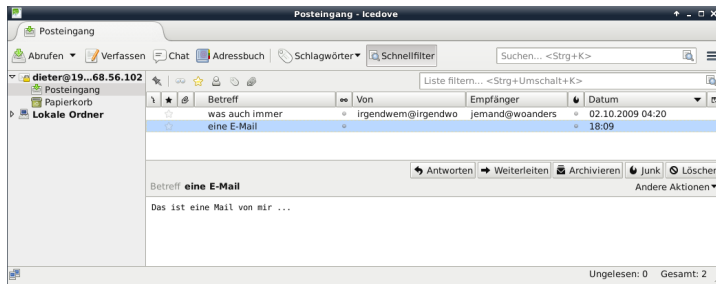 Posteingang - Icedove
Posteingang
Abrufen Verfassen Chat Adressbuch Schlagwörter Schnellfilter Suchen... <Strg+K>
dieter@19...68.56.102
Posteingang
Papierkorb
Lokale Ordner
Liste filtern... <Strg+Umschalt+K>
Betreff Von Empfänger Datum
was auch immer irgendwem@irgendwo jemand@woanders 02.10.2009 04:20
eine E-Mail 18:09
Antworten Weiterleiten Archivieren Junk Löschen
Betreff eine E-Mail Andere Aktionen
Das ist eine Mail von mir ...
Ungelesen: 0 Gesamt: 2